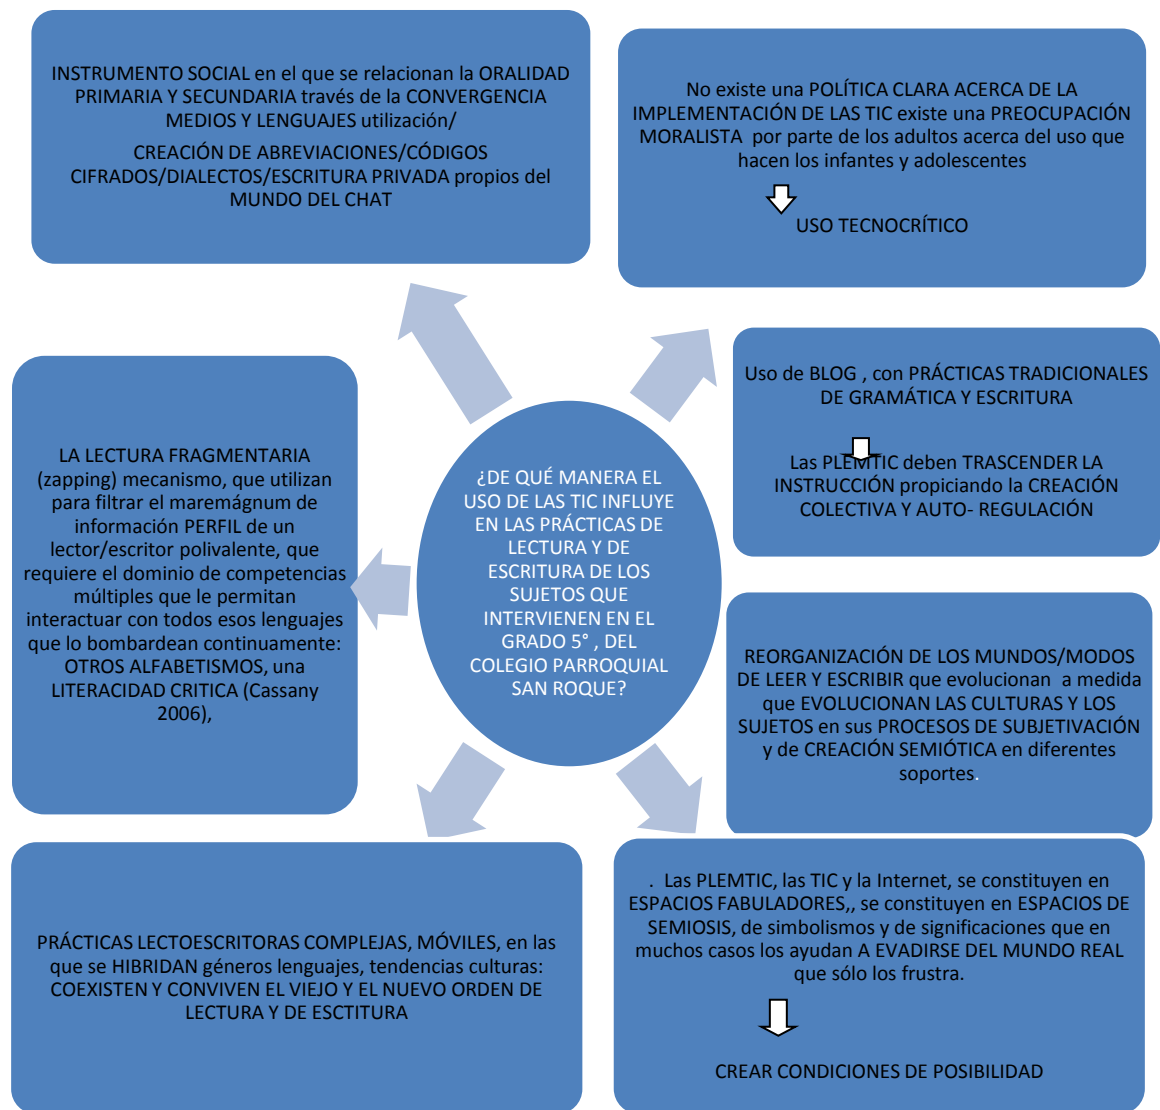 INSTRUMENTO SOCIAL en el que se relacionan la ORALIDAD
PRIMARIA Y SECUNDARIA través de la CONVERGENCIA
MEDIOS Y LENGUAJES utilización/
CREACIÓN DE ABREVIACIONES/CÓDIGOS
CIFRADOS/DIALECTOS/ESCRITURA PRIVADA propios del
MUNDO DEL CHAT
No existe una POLÍTICA CLARA ACERCA DE LA
IMPLEMENTACIÓN DE LAS TIC existe una PREOCUPACIÓN
MORALISTA por parte de los adultos acerca del uso que
hacen los infantes y adolescentes
USO TECNOCRÍTICO
LA LECTURA FRAGMENTARIA
(zapping) mecanismo, que utilizan
para filtrar el maremágnum de
información PERFIL de un
lector/escritor polivalente, que
requiere el dominio de competencias
múltiples que le permitan
interactuar con todos esos lenguajes
que lo bombardean continuamente:
OTROS ALFABETISMOS, una
LITERACIDAD CRITICA (Cassany
2006),
¿DE QUÉ MANERA EL
USO DE LAS TIC INFLUYE
EN LAS PRÁCTICAS DE
LECTURA Y DE
ESCRITURA DE LOS
SUJETOS QUE
INTERVIENEN EN EL
GRADO 5° , DEL
COLEGIO PARROQUIAL
SAN ROQUE?
Uso de BLOG , con PRÁCTICAS TRADICIONALES
DE GRAMÁTICA Y ESCRITURA
Las PLEMTIC deben TRASCENDER LA
INSTRUCCIÓN propiciando la CREACIÓN
COLECTIVA Y AUTO- REGULACIÓN
REORGANIZACIÓN DE LOS MUNDOS/MODOS
DE LEER Y ESCRIBIR que evolucionan a medida
que EVOLUCIONAN LAS CULTURAS Y LOS
SUJETOS en sus PROCESOS DE SUBJETIVACIÓN
y de CREACIÓN SEMIÓTICA en diferentes
soportes.
PRÁCTICAS LECTOESCRITORAS COMPLEJAS, MÓVILES, en las
que se HIBRIDAN géneros lenguajes, tendencias culturas:
COEXISTEN Y CONVIVEN EL VIEJO Y EL NUEVO ORDEN DE
LECTURA Y DE ESCTITURA
. Las PLEMTIC, las TIC y la Internet, se constituyen en
ESPACIOS FABULADORES,, se constituyen en ESPACIOS DE
SEMIOSIS, de simbolismos y de significaciones que en
muchos casos los ayudan A EVADIRSE DEL MUNDO REAL
que sólo los frustra.
CREAR CONDICIONES DE POSIBILIDAD